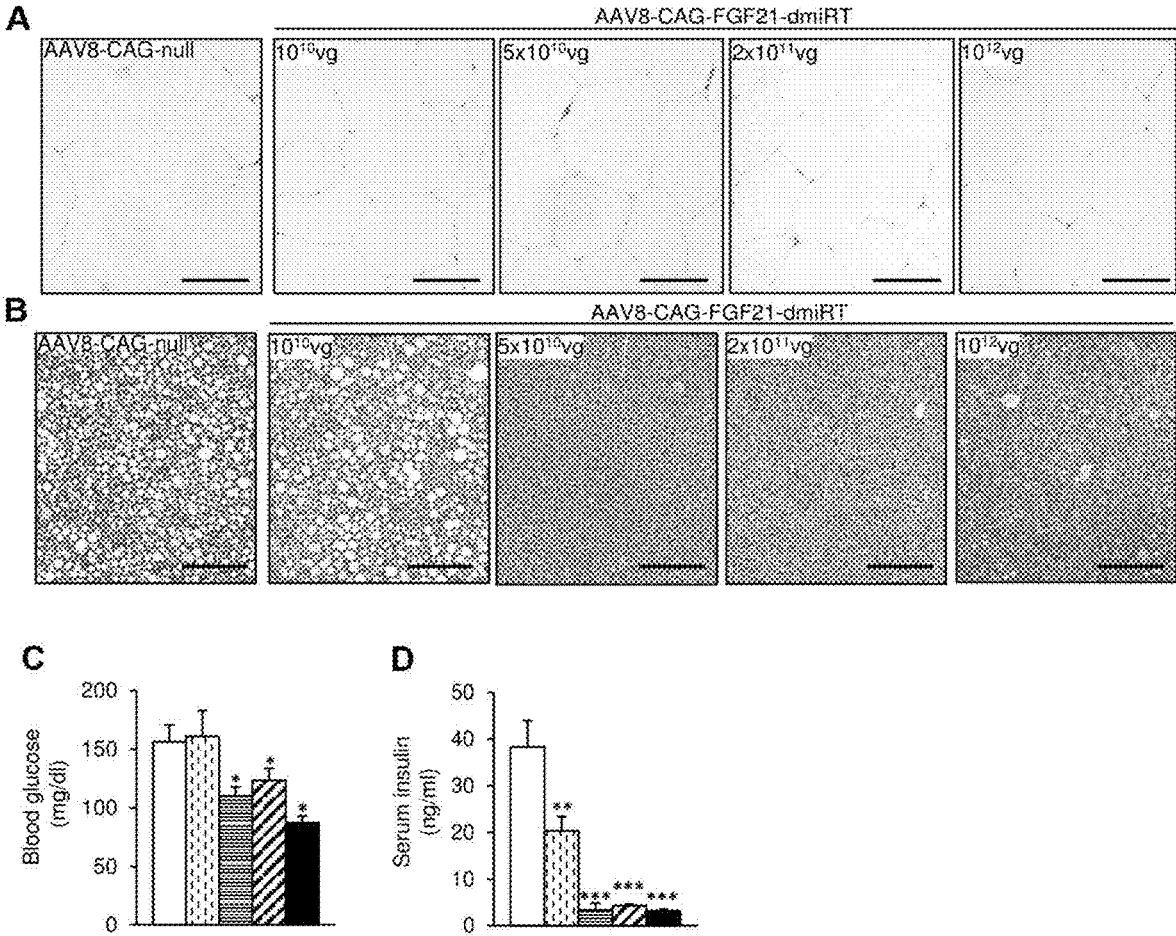 A
AAV8-CAG-FGF21-dmiRT
AAV8-CAG-null
10¹⁰vg
5x10¹⁰vg
2x10¹¹vg
10¹²vg
B
AAV8-CAG-FGF21-dmiRT
AAV8-CAG-null
10¹⁰vg
5x10¹⁰vg
2x10¹¹vg
10¹²vg
C
Blood glucose
(mg/dl)
200
150
100
50
0
*
*
*
D
Serum insulin
(ng/ml)
50
40
30
20
10
0
**
***
***
***